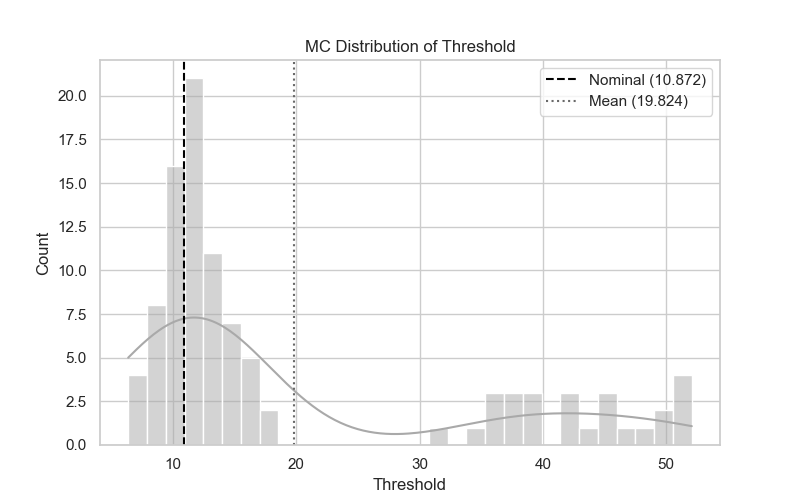 MC Distribution of Threshold
Nominal (10.872)
Mean (19.824)
Count
20.0
17.5
15.0
12.5
10.0
7.5
5.0
2.5
0.0
10 20 30 40 50
Threshold